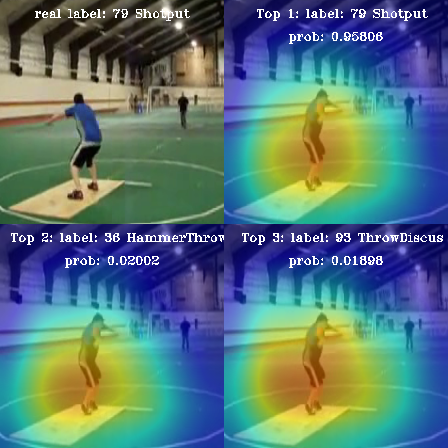 real label: 79 Shotput
Top 1: label: 79 Shotput
prob: 0.95806
Top 2: label: 36 HammerThrow
prob: 0.02002
Top 3: label: 93 ThrowDiscus
prob: 0.01898